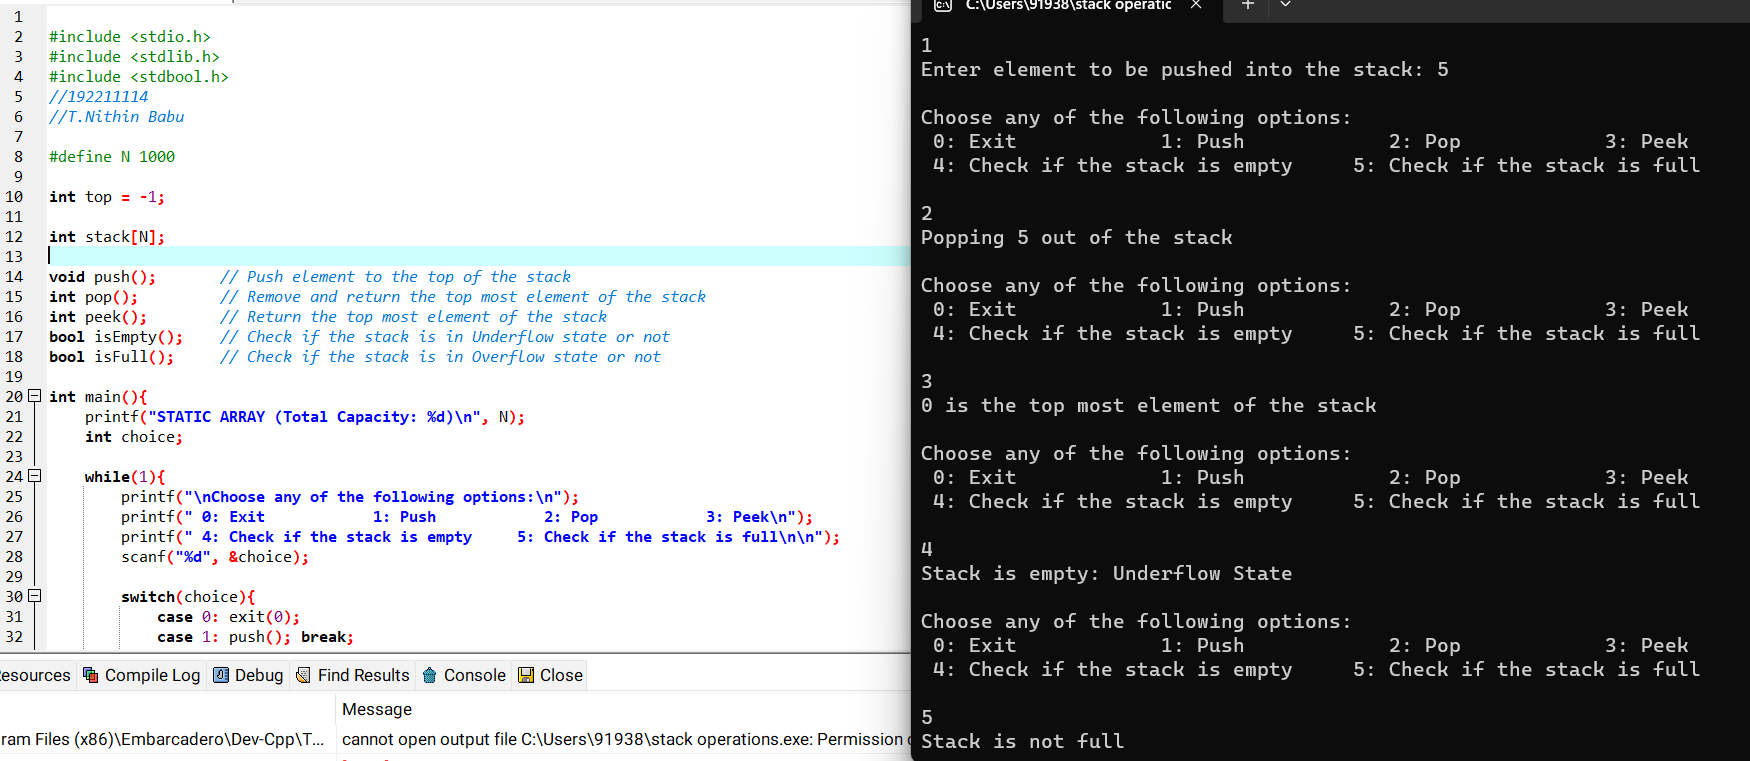 1
2 #include <stdio.h>
3 #include <stdlib.h>
4 #include <stdbool.h>
5 //192211114
6 //T.Nithin Babu
7
8 #define N 1000
9
10 int top = -1;
11
12 int stack[N];
13
14 void push();       // Push element to the top of the stack
15 int pop();         // Remove and return the top most element of the stack
16 int peek();        // Return the top most element of the stack
17 bool isEmpty();    // Check if the stack is in Underflow state or not
18 bool isFull();     // Check if the stack is in Overflow state or not
19
20 int main(){
21     printf("STATIC ARRAY (Total Capacity: %d)\n", N);
22     int choice;
23
24     while(1){
25         printf("\nChoose any of the following options:\n");
26         printf(" 0: Exit            1: Push            2: Pop            3: Peek\n");
27         printf(" 4: Check if the stack is empty     5: Check if the stack is full\n\n");
28         scanf("%d", &choice);
29
30         switch(choice){
31             case 0: exit(0);
32             case 1: push(); break;
esources Compile Log Debug Find Results Console Close
Message
ram Files (x86)\Embarcadero\Dev-Cpp\T... cannot open output file C:\Users\91938\stack operations.exe: Permission
C:\Users\91938\stack operatic
1
Enter element to be pushed into the stack: 5

Choose any of the following options:
 0: Exit            1: Push            2: Pop            3: Peek
 4: Check if the stack is empty     5: Check if the stack is full

2
Popping 5 out of the stack

Choose any of the following options:
 0: Exit            1: Push            2: Pop            3: Peek
 4: Check if the stack is empty     5: Check if the stack is full

3
0 is the top most element of the stack

Choose any of the following options:
 0: Exit            1: Push            2: Pop            3: Peek
 4: Check if the stack is empty     5: Check if the stack is full

4
Stack is empty: Underflow State

Choose any of the following options:
 0: Exit            1: Push            2: Pop            3: Peek
 4: Check if the stack is empty     5: Check if the stack is full

5
Stack is not full